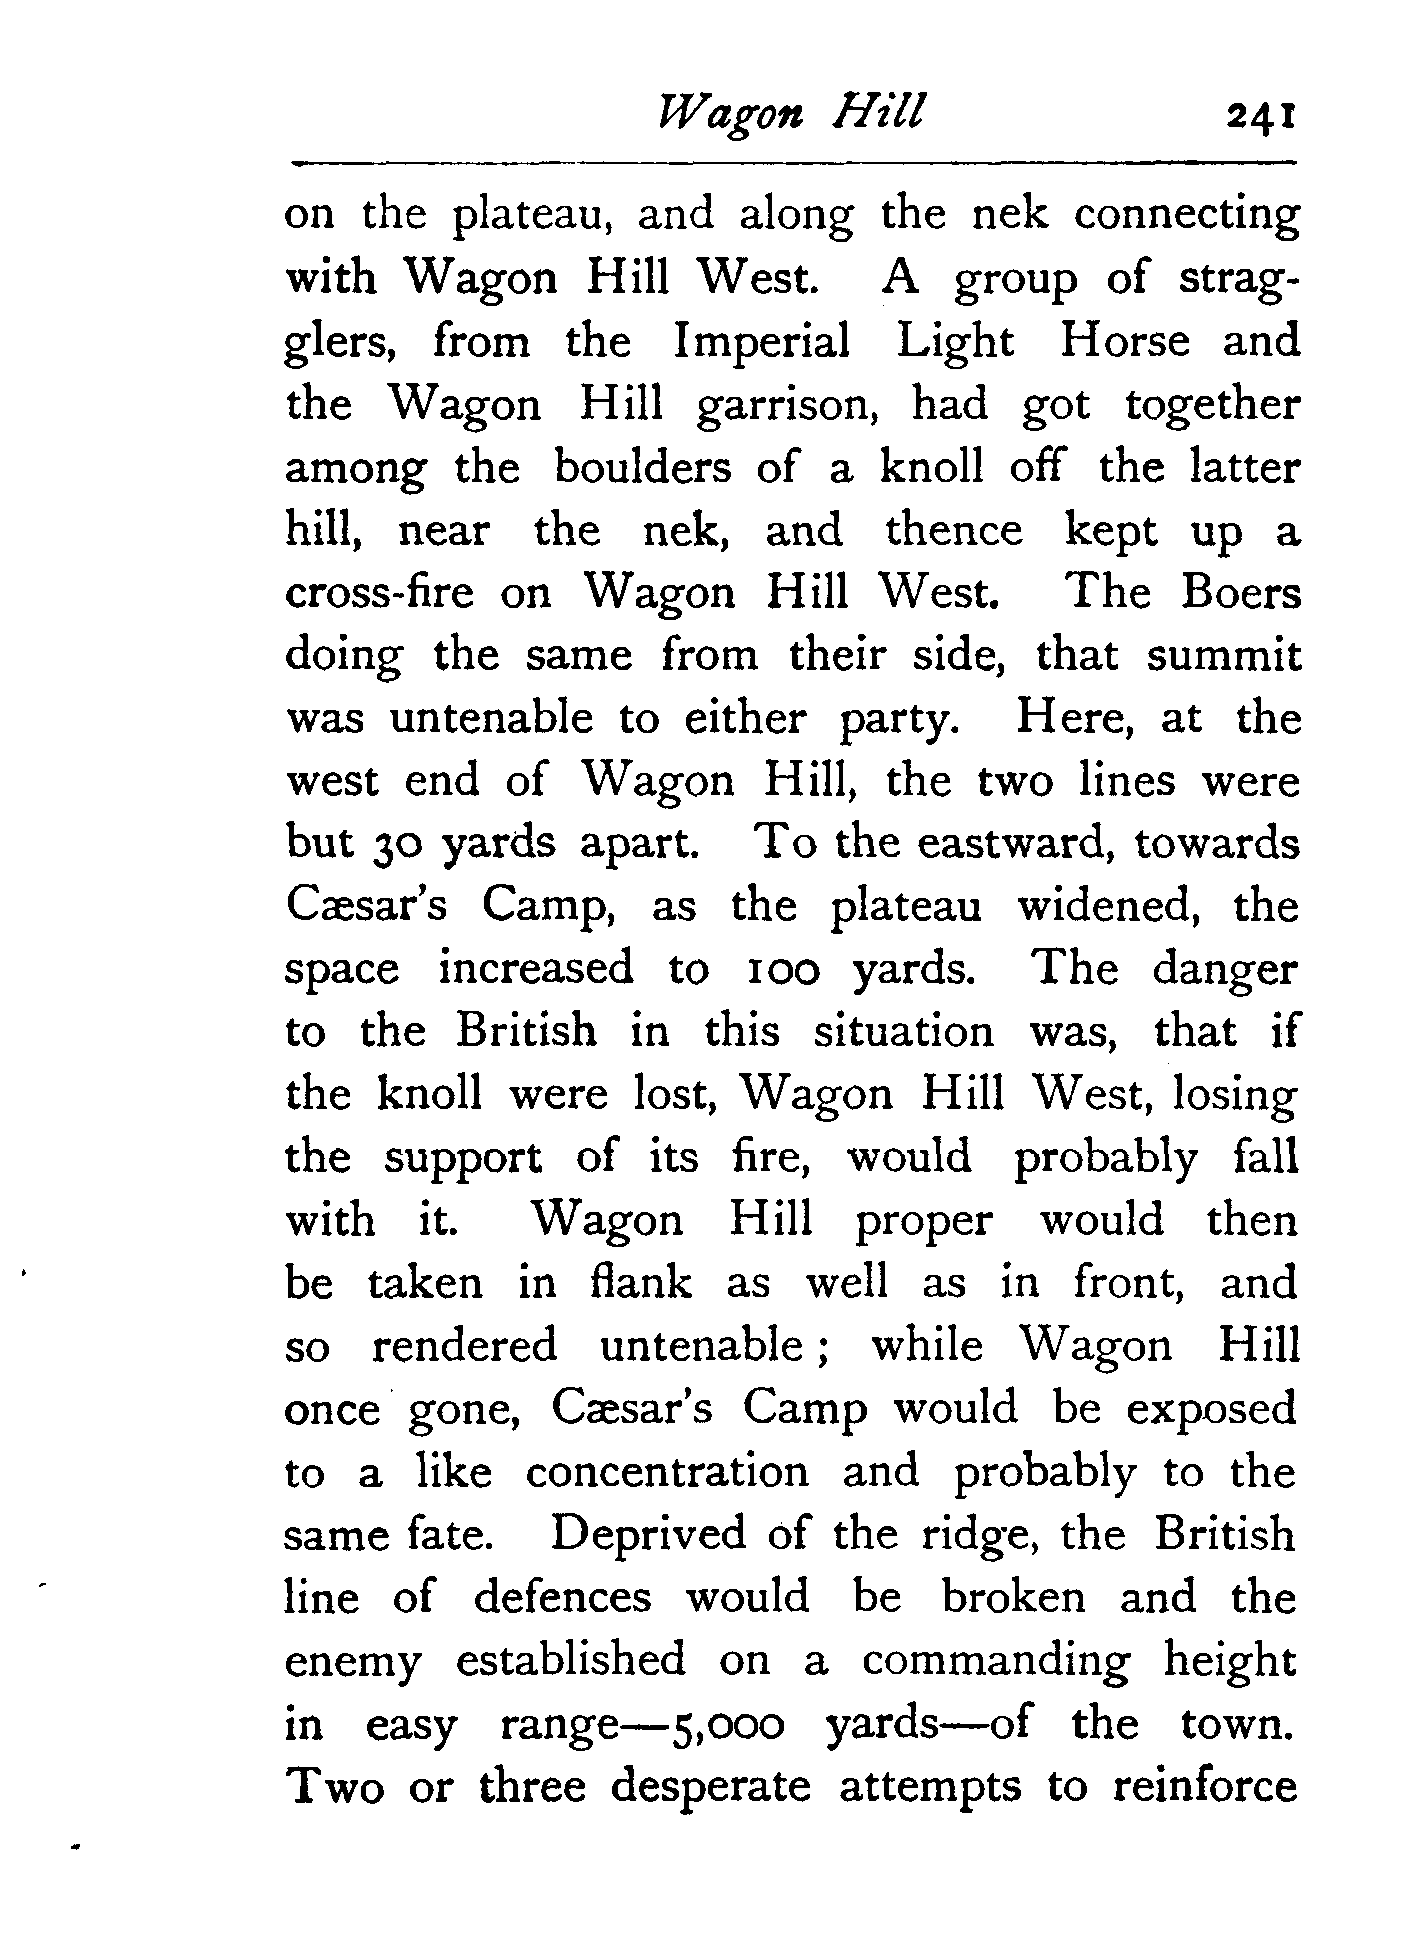 Wagon Hill 241
on the plateau, and along the nek connecting
with Wagon Hill West. A group of strag-
glers, from the Imperial Light Horse and
the Wagon Hill garrison, had got together
among the boulders of a knoll off the latter
hill, near the nek, and thence kept up a
cross-fire on Wagon Hill West. The Boers
doing the same from their side, that summit
was untenable to either party. Here, at the
west end of Wagon Hill, the two lines were
but 30 yards apart. To the eastward, towards
Cæsar's Camp, as the plateau widened, the
space increased to 100 yards. The danger
to the British in this situation was, that if
the knoll were lost, Wagon Hill West, losing
the support of its fire, would probably fall
with it. Wagon Hill proper would then
be taken in flank as well as in front, and
so rendered untenable ; while Wagon Hill
once gone, Cæsar's Camp would be exposed
to a like concentration and probably to the
same fate. Deprived of the ridge, the British
line of defences would be broken and the
enemy established on a commanding height
in easy range—5,000 yards—of the town.
Two or three desperate attempts to reinforce